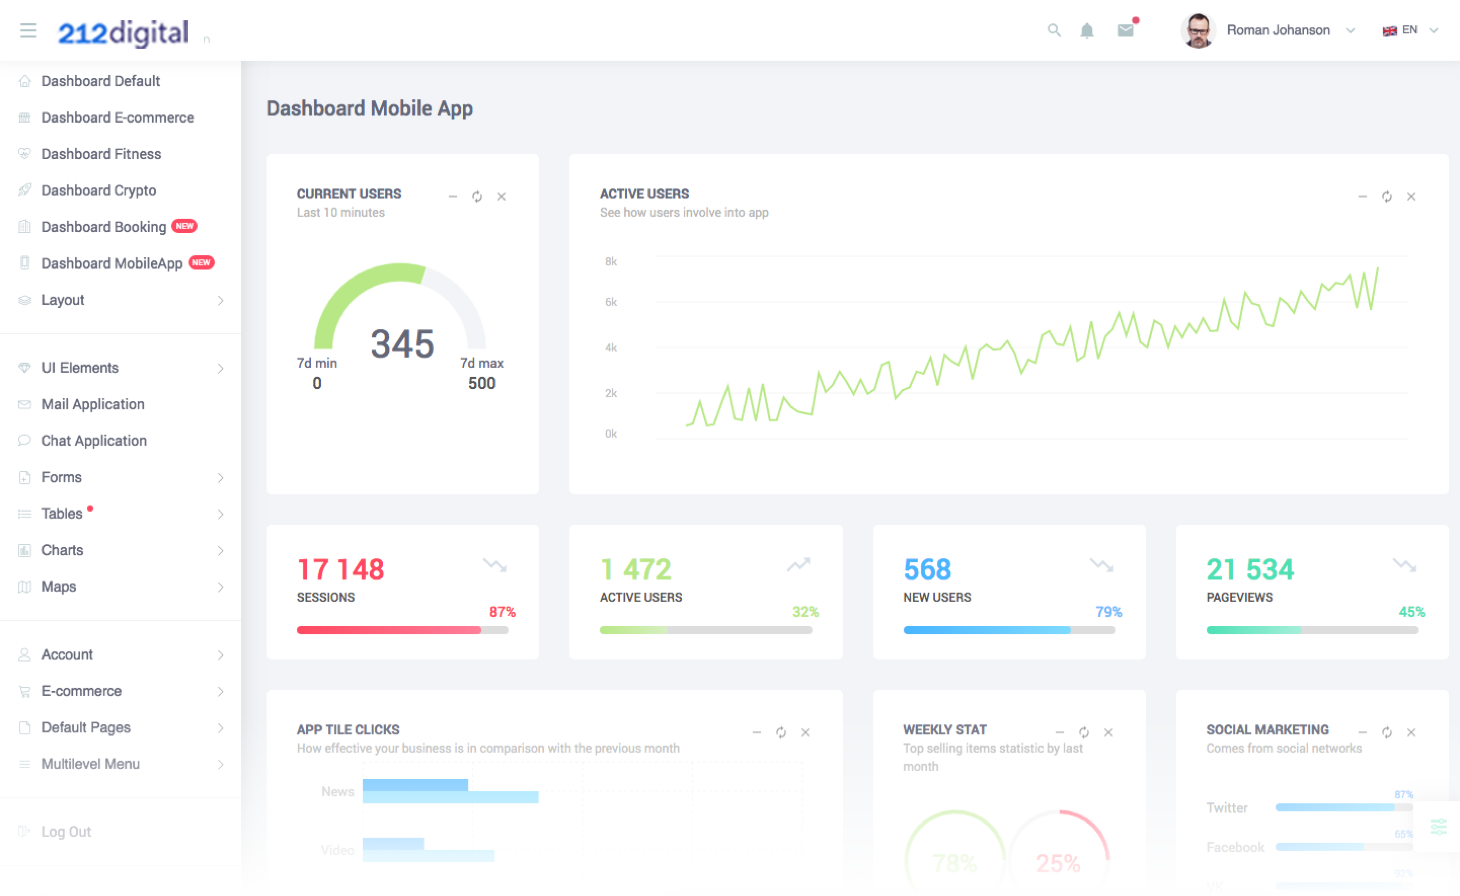 212digital
n
Roman Johanson
EN
Dashboard Default
Dashboard E-commerce
Dashboard Fitness
Dashboard Crypto
Dashboard Booking NEW
Dashboard MobileApp NEW
Layout
UI Elements
Mail Application
Chat Application
Forms
Tables
Charts
Maps
Account
E-commerce
Default Pages
Multilevel Menu
Log Out
Dashboard Mobile App
CURRENT USERS
Last 10 minutes
345
7d min
0
7d max
500
ACTIVE USERS
See how users involve into app
8k
6k
4k
2k
0k
17 148
SESSIONS
87%
1 472
ACTIVE USERS
32%
568
NEW USERS
79%
21 534
PAGEVIEWS
45%
APP TILE CLICKS
How effective your business is in comparison with the previous month
News
Video
WEEKLY STAT
Top selling items statistic by last
month
78%
25%
SOCIAL MARKETING
Comes from social networks
Twitter
87%
Facebook
65%